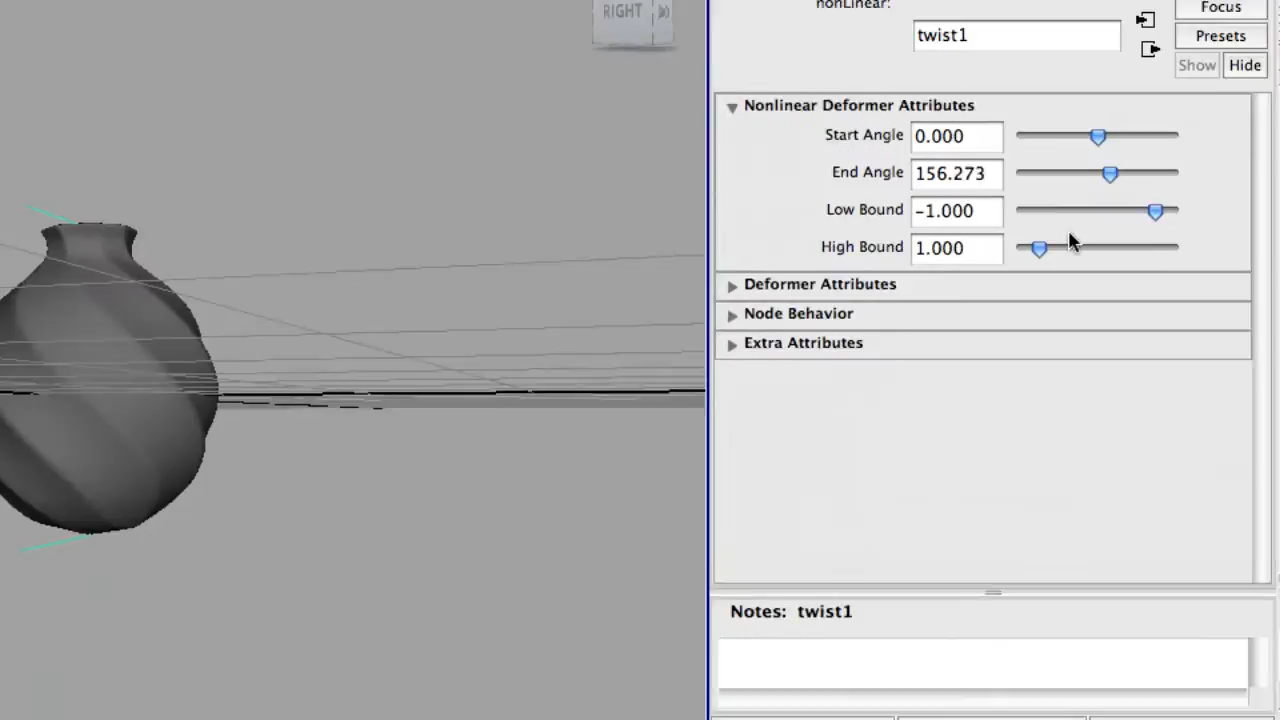 RIGHT
nonLinear:
twist1
Focus
Presets
Show Hide
Nonlinear Deformer Attributes
Start Angle 0.000
End Angle 156.273
Low Bound -1.000
High Bound 1.000
Deformer Attributes
Node Behavior
Extra Attributes
Notes: twist1